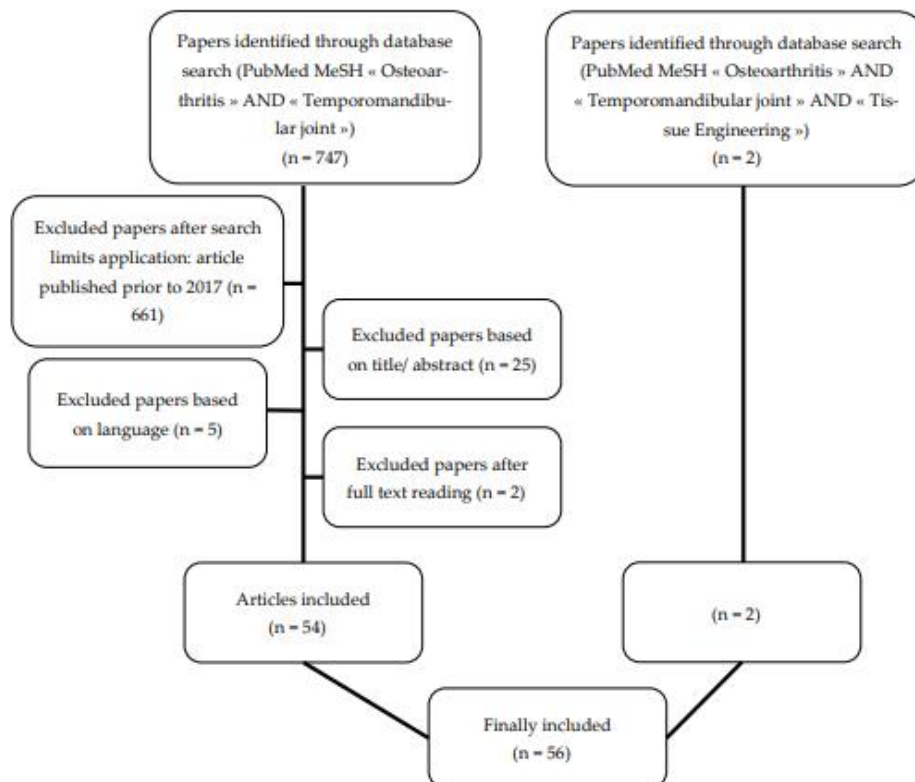 Papers identified through database
search (PubMed MeSH « Osteoar-
thritis » AND « Temporomandibu-
lar joint »)
(n = 747)
Papers identified through database search
(PubMed MeSH « Osteoarthritis » AND
« Temporomandibular joint » AND « Tis-
sue Engineering »)
(n = 2)
Excluded papers after search
limits application: article
published prior to 2017 (n =
661)
Excluded papers based
on title/ abstract (n = 25)
Excluded papers based
on language (n = 5)
Excluded papers after
full text reading (n = 2)
Articles included
(n = 54)
(n = 2)
Finally included
(n = 56)